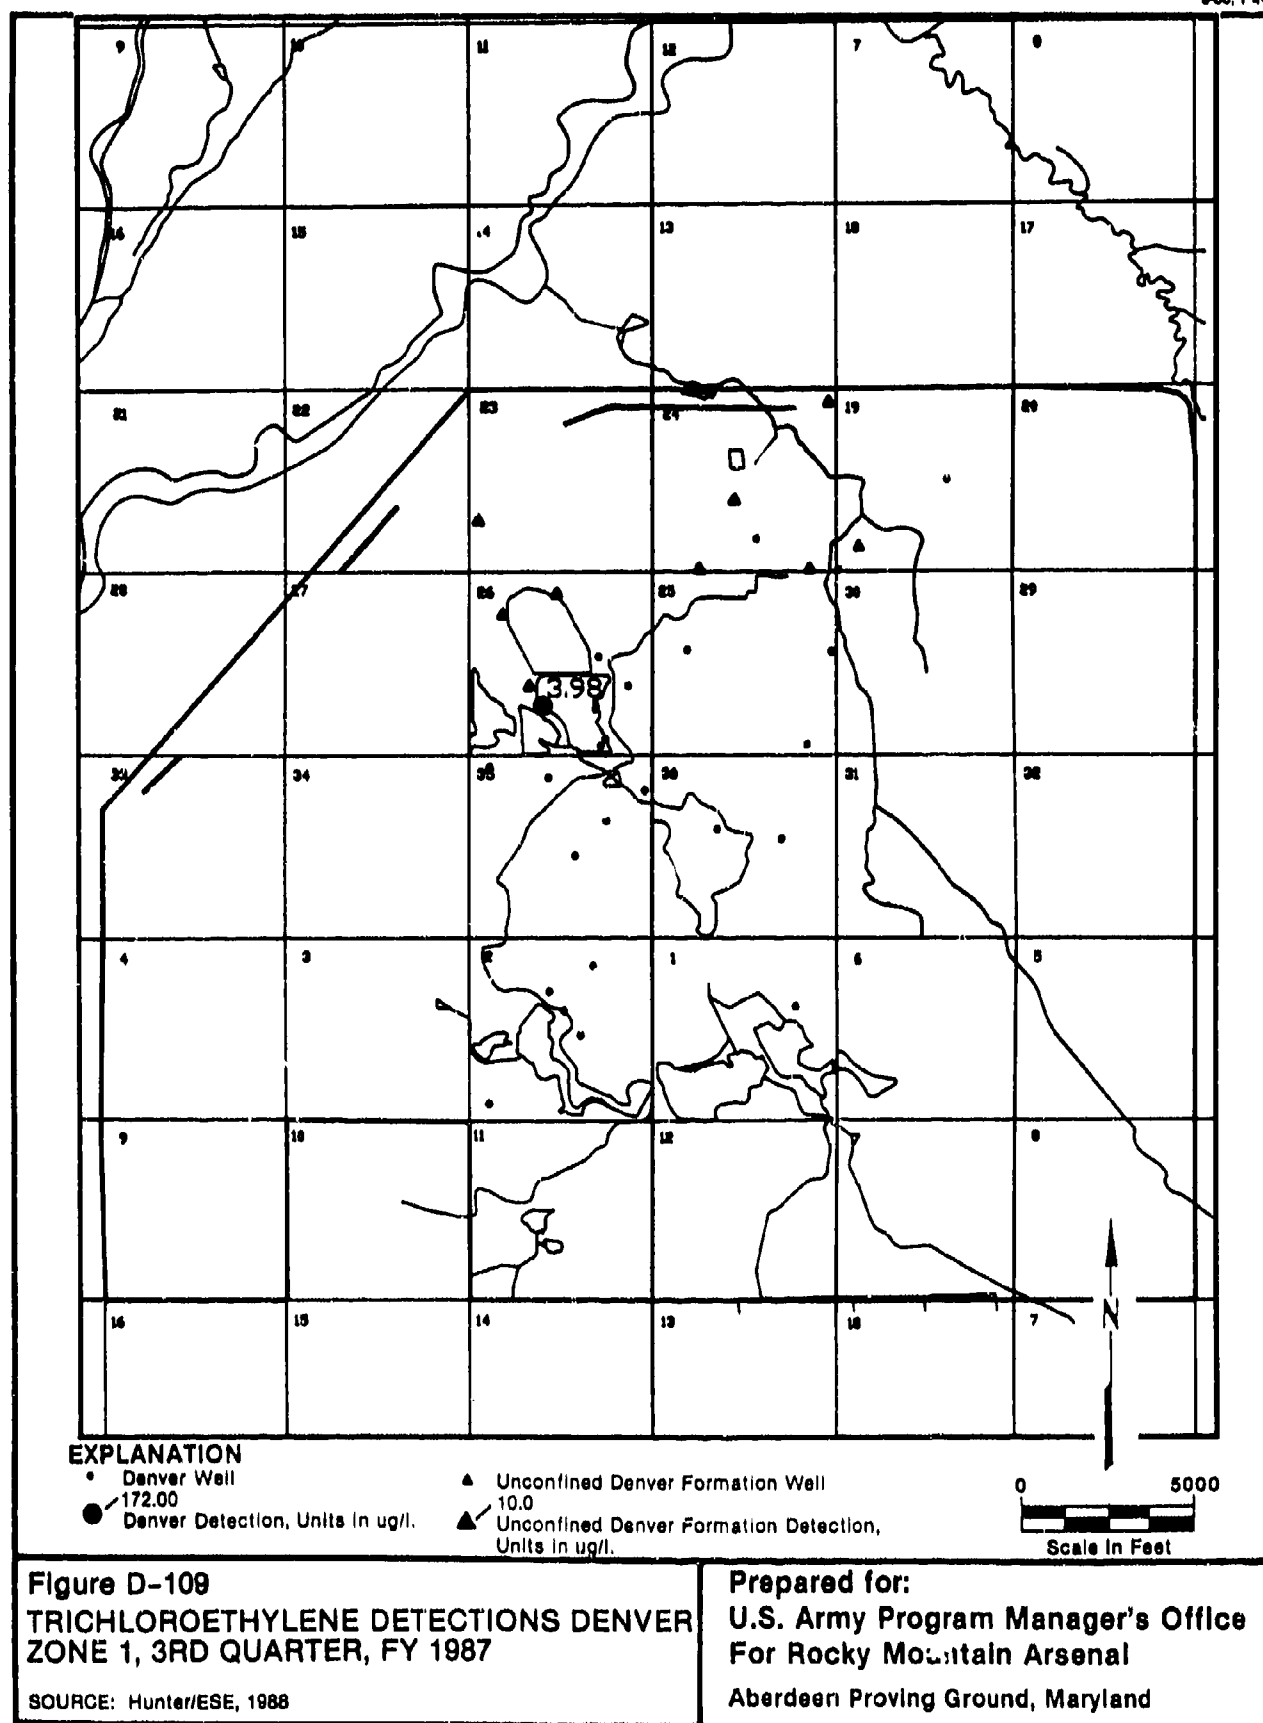 9 10 11 12 7 8
16 15 14 13 18 17
21 22 23 24 19 20
28 27 26 25 30 29
3.98
33 34 35 36 31 32
4 3 2 1 6 5
9 10 11 12 7 8
16 15 14 13 18 7
N
EXPLANATION
Denver Well
172.00
Denver Detection, Units in ug/l.
Unconfined Denver Formation Well
10.0
Unconfined Denver Formation Detection,
Units in ug/l.
0 5000
Scale in Feet
Figure D-109
TRICHLOROETHYLENE DETECTIONS DENVER
ZONE 1, 3RD QUARTER, FY 1987
SOURCE: Hunter/ESE, 1988
Prepared for:
U.S. Army Program Manager's Office
For Rocky Mountain Arsenal
Aberdeen Proving Ground, Maryland